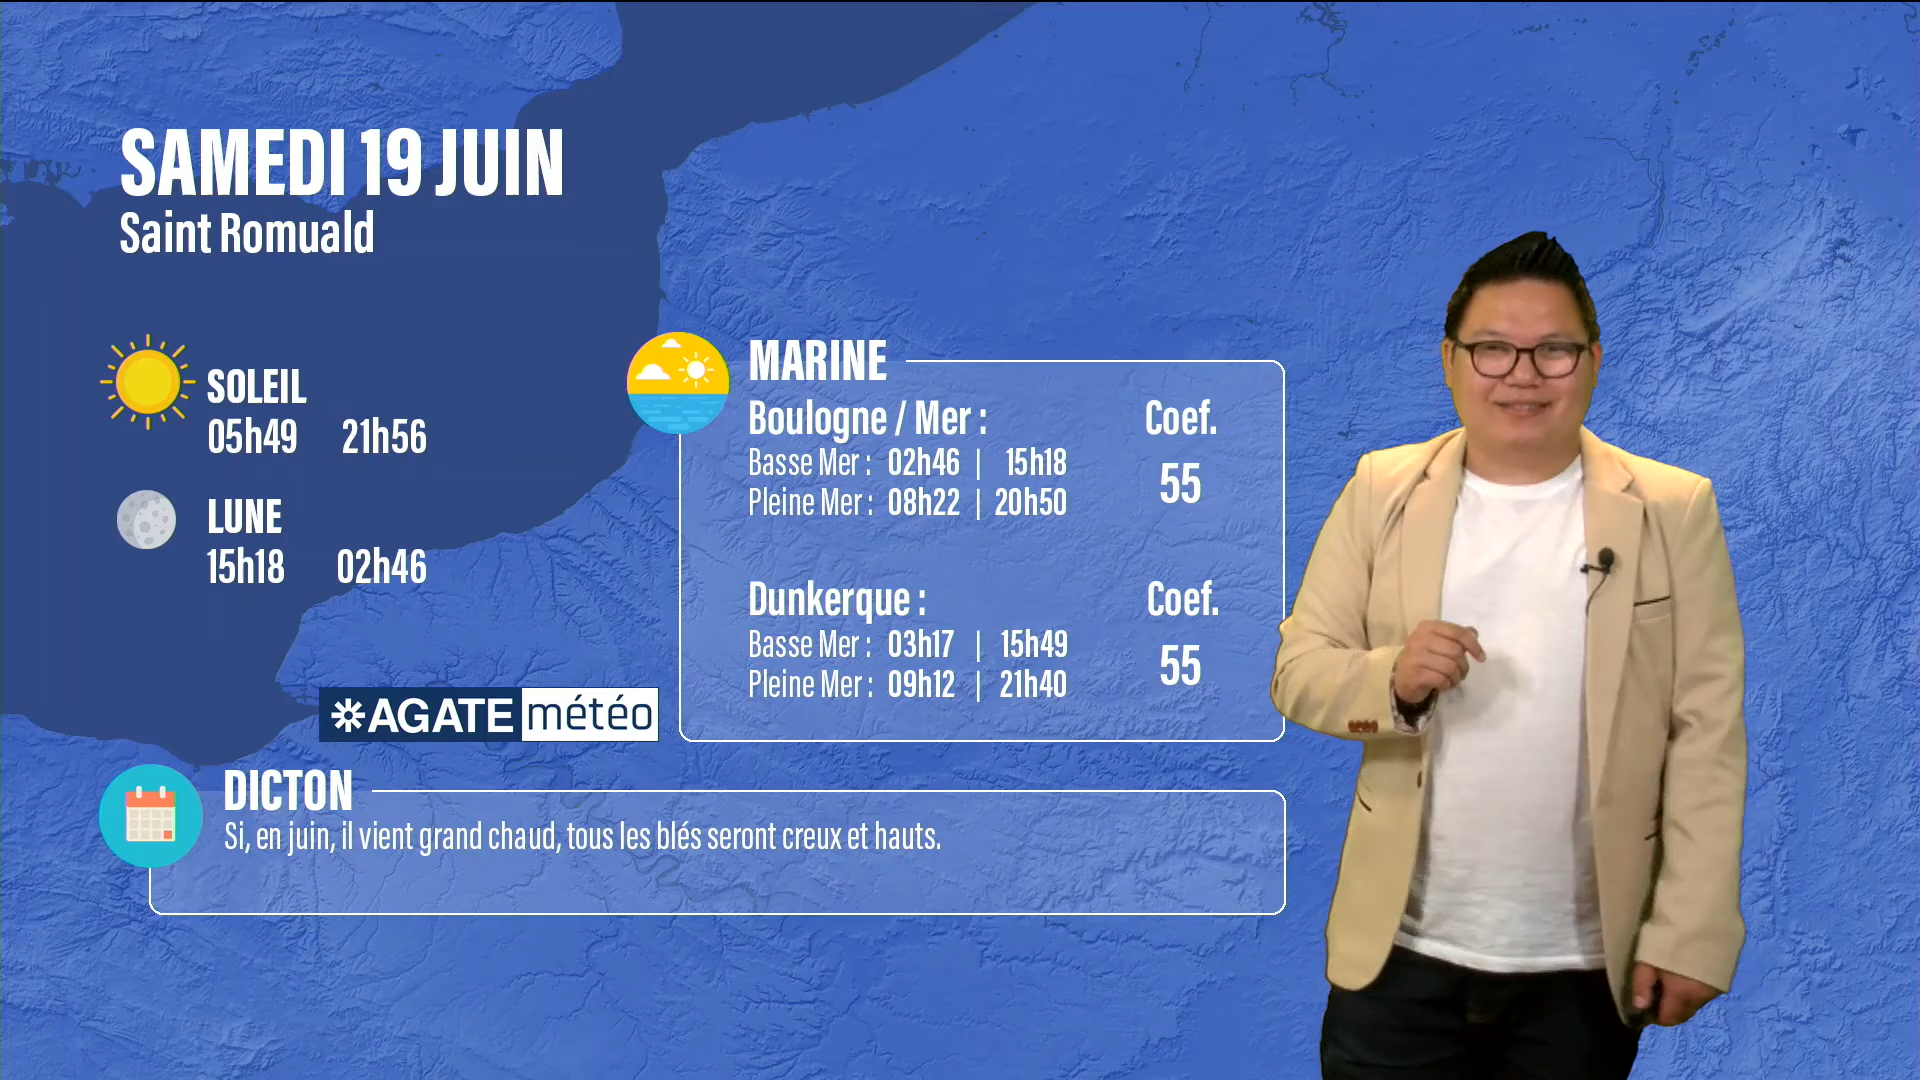 SAMEDI 19 JUIN
Saint Romuald
SOLEIL
05h49 21h56
LUNE
15h18 02h46
MARINE
Boulogne / Mer : Coef.
Basse Mer : 02h46 | 15h18
55
Pleine Mer : 08h22 | 20h50
Dunkerque : Coef.
Basse Mer : 03h17 | 15h49
55
Pleine Mer : 09h12 | 21h40
AGATE météo
DICTON
Si, en juin, il vient grand chaud, tous les blés seront creux et hauts.